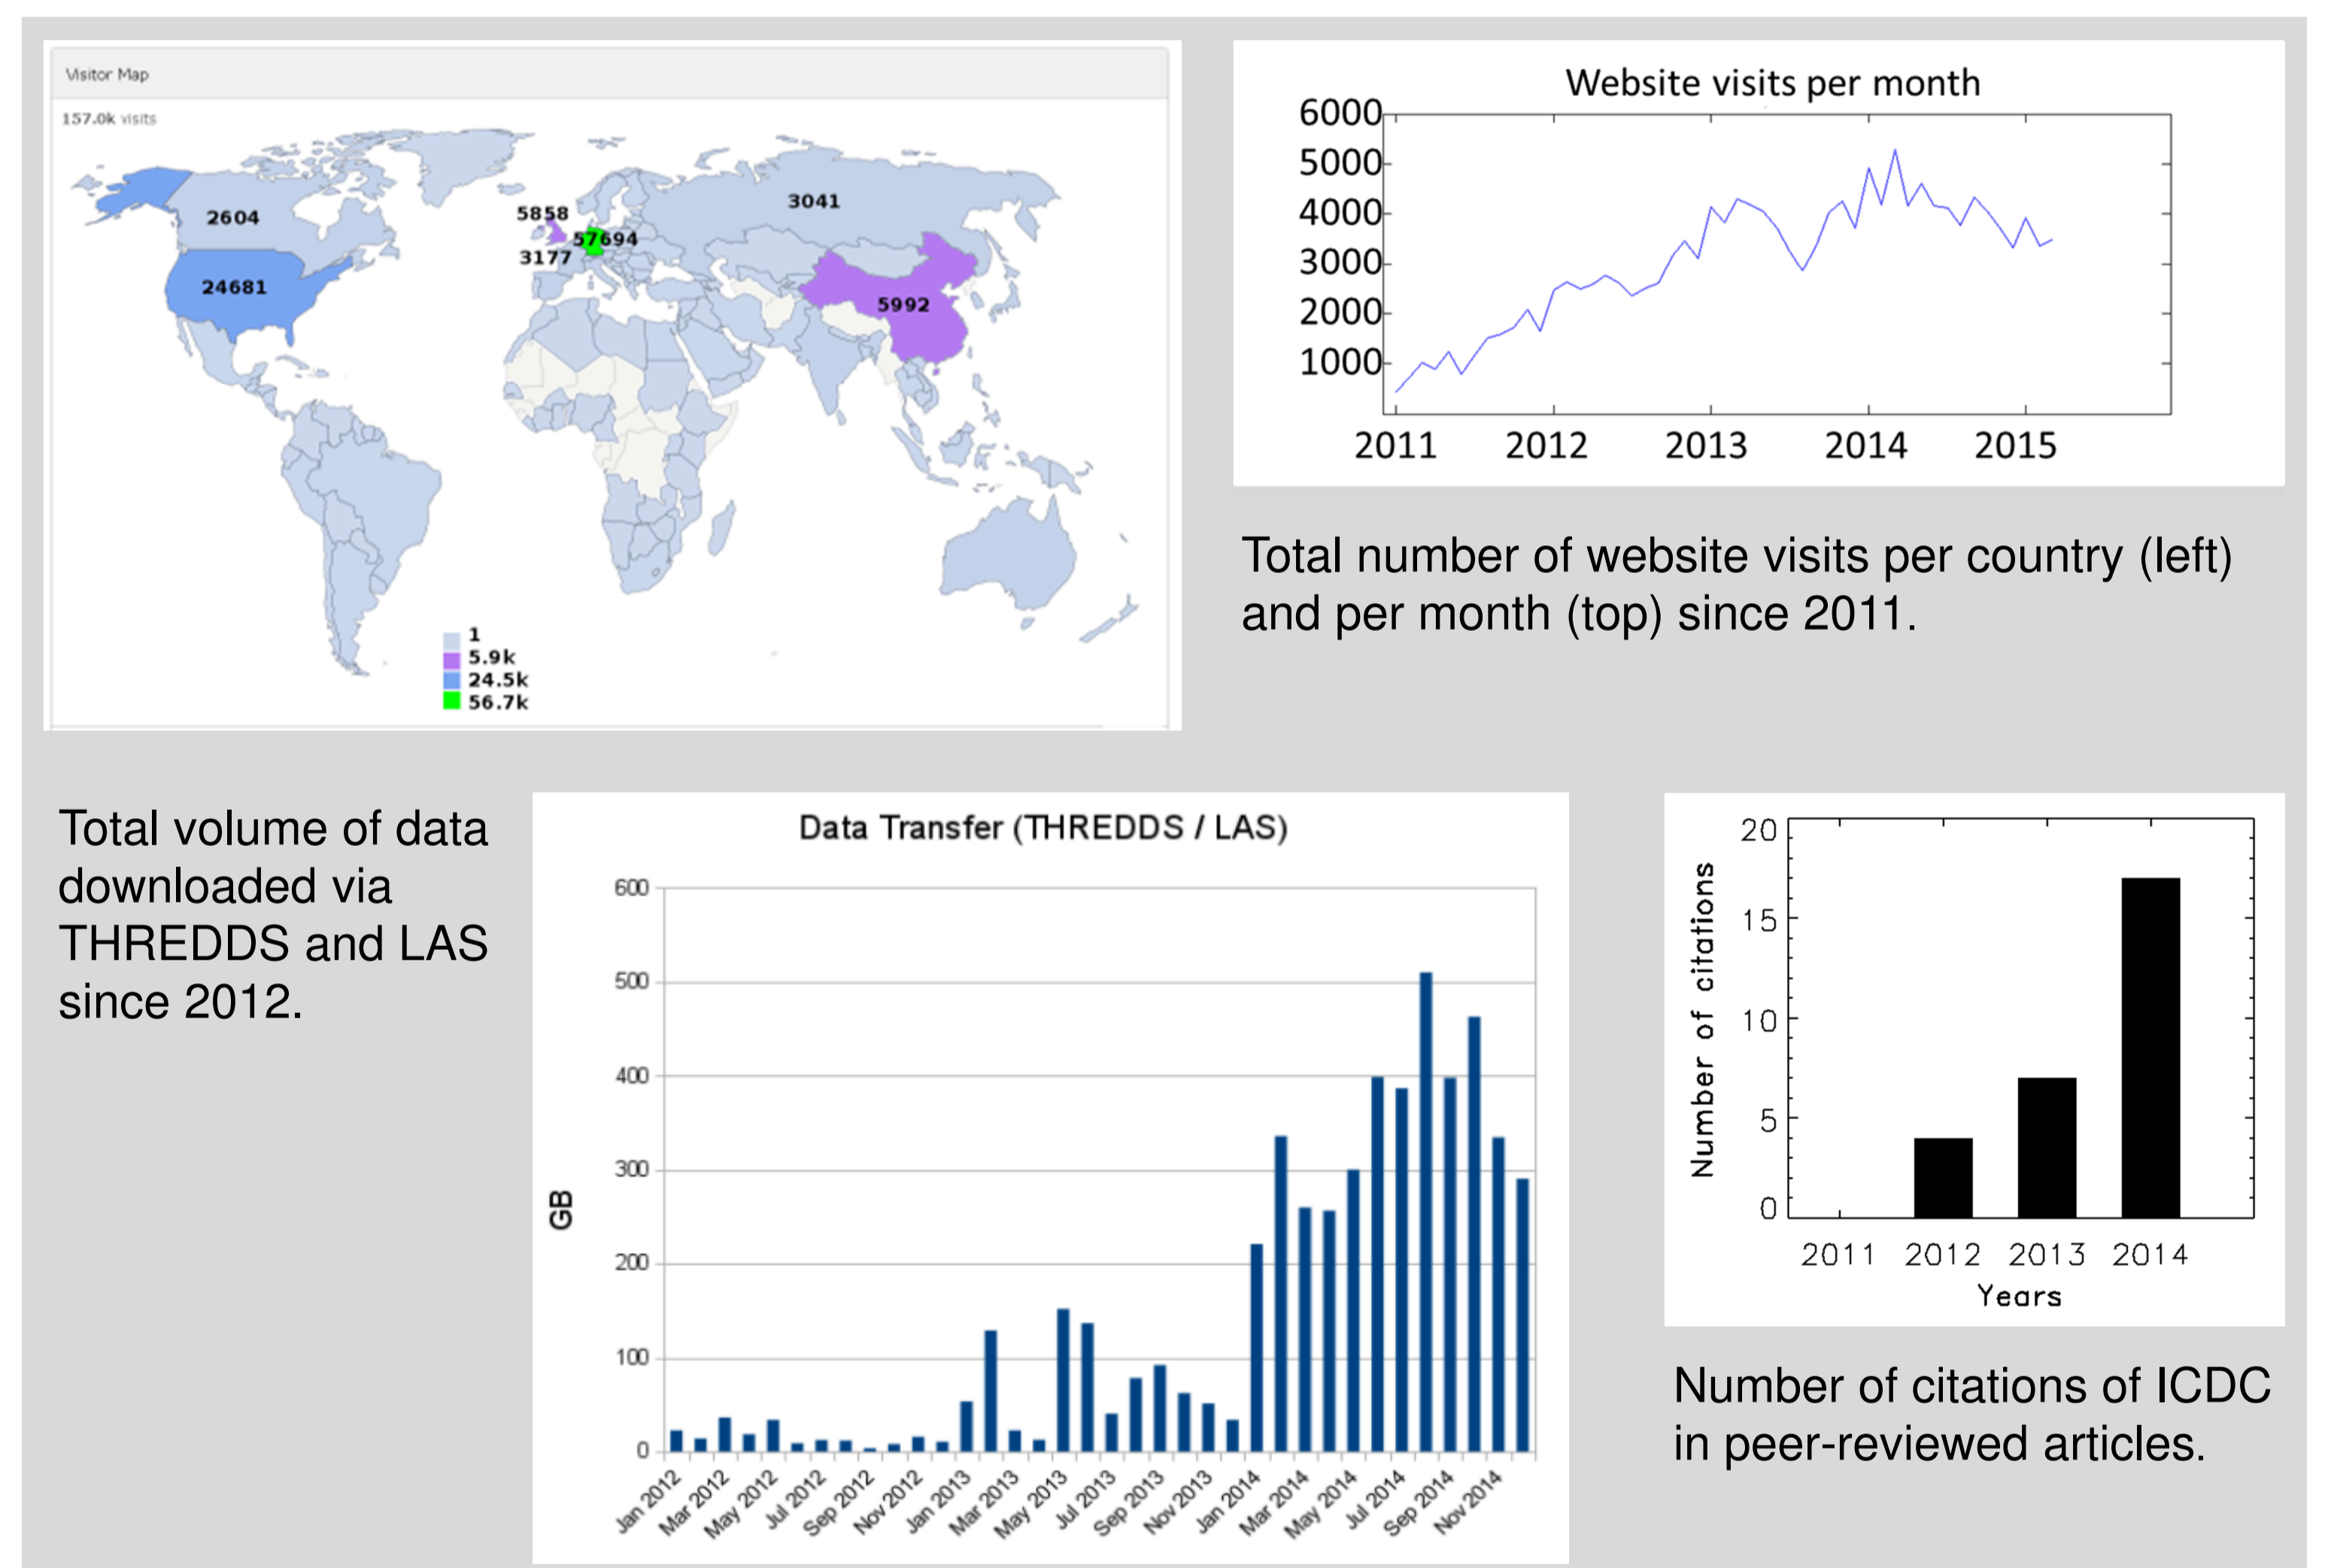 Visitor Map
157.0k visits
2604
24681
5858
57694
3177
3041
5992
1
5.9k
24.5k
56.7k
Website visits per month
6000
5000
4000
3000
2000
1000
2011 2012 2013 2014 2015
Total number of website visits per country (left)
and per month (top) since 2011.
Total volume of data
downloaded via
THREDDS and LAS
since 2012.
Data Transfer (THREDDS / LAS)
GB
600
500
400
300
200
100
0
Jan 2012 Mar 2012 May 2012 Jul 2012 Sep 2012 Nov 2012 Jan 2013 Mar 2013 May 2013 Jul 2013 Sep 2013 Nov 2013 Jan 2014 Mar 2014 May 2014 Jul 2014 Sep 2014 Nov 2014
Number of citations
20
15
10
5
0
2011 2012 2013 2014
Years
Number of citations of ICDC
in peer-reviewed articles.